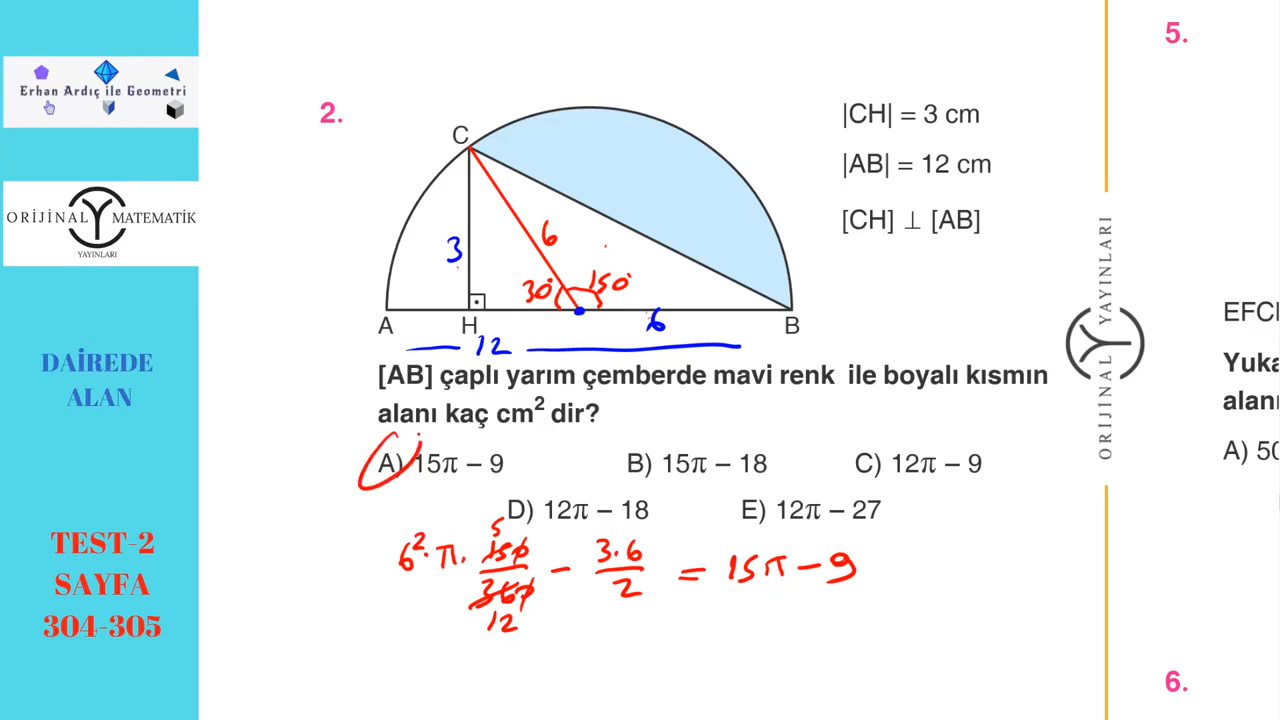 Erhan Ardıç ile Geometri
ORİJİNAL MATEMATİK
YAYINLARI
DAİREDE
ALAN
TEST-2
SAYFA
304-305
2.
C
A
H
B
3
6
30°
150°
6
12
|CH| = 3 cm
|AB| = 12 cm
[CH] ⊥ [AB]
[AB] çaplı yarım çemberde mavi renk ile boyalı kısmın
alanı kaç cm² dir?
A) 15π – 9
B) 15π – 18
C) 12π – 9
D) 12π – 18
E) 12π – 27
6² · π · 150/360 – 3.6/2 = 15π – 9
5
12
ORİJİNAL YAYINLARI
5.
EFC
Yuka
alanı
A) 50
6.